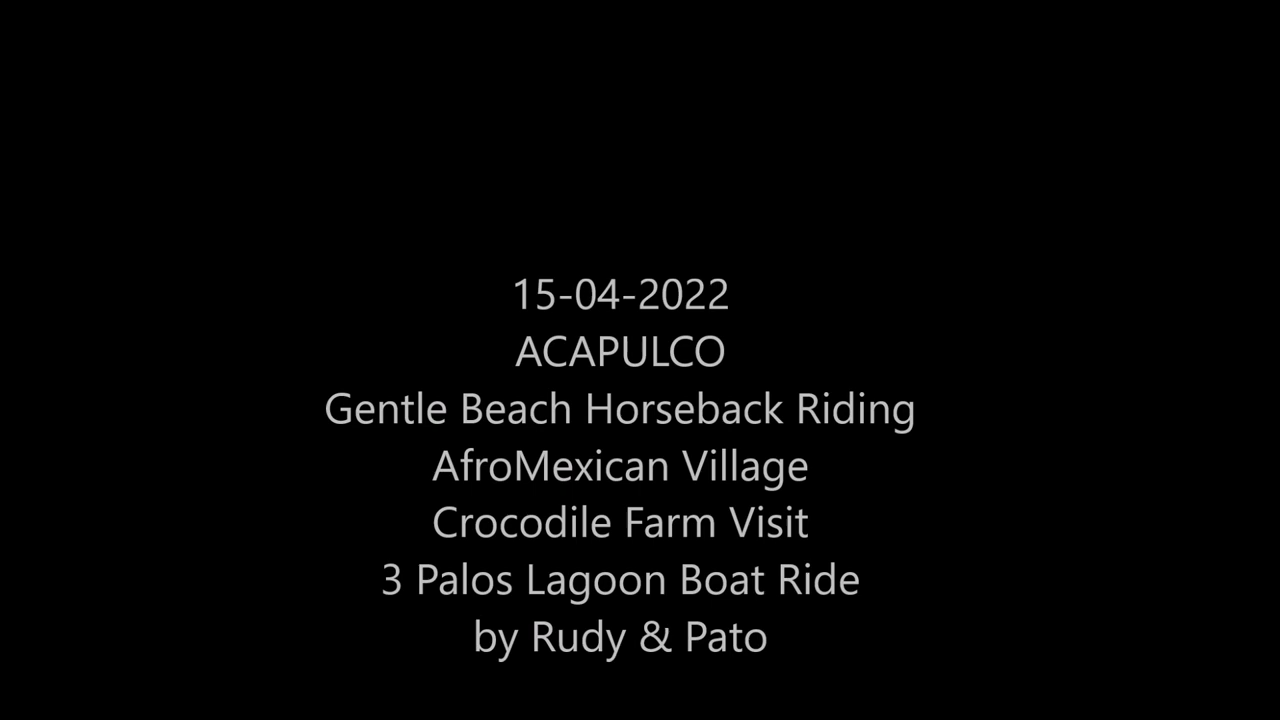 15-04-2022
ACAPULCO
Gentle Beach Horseback Riding
AfroMexican Village
Crocodile Farm Visit
3 Palos Lagoon Boat Ride
by Rudy & Pato